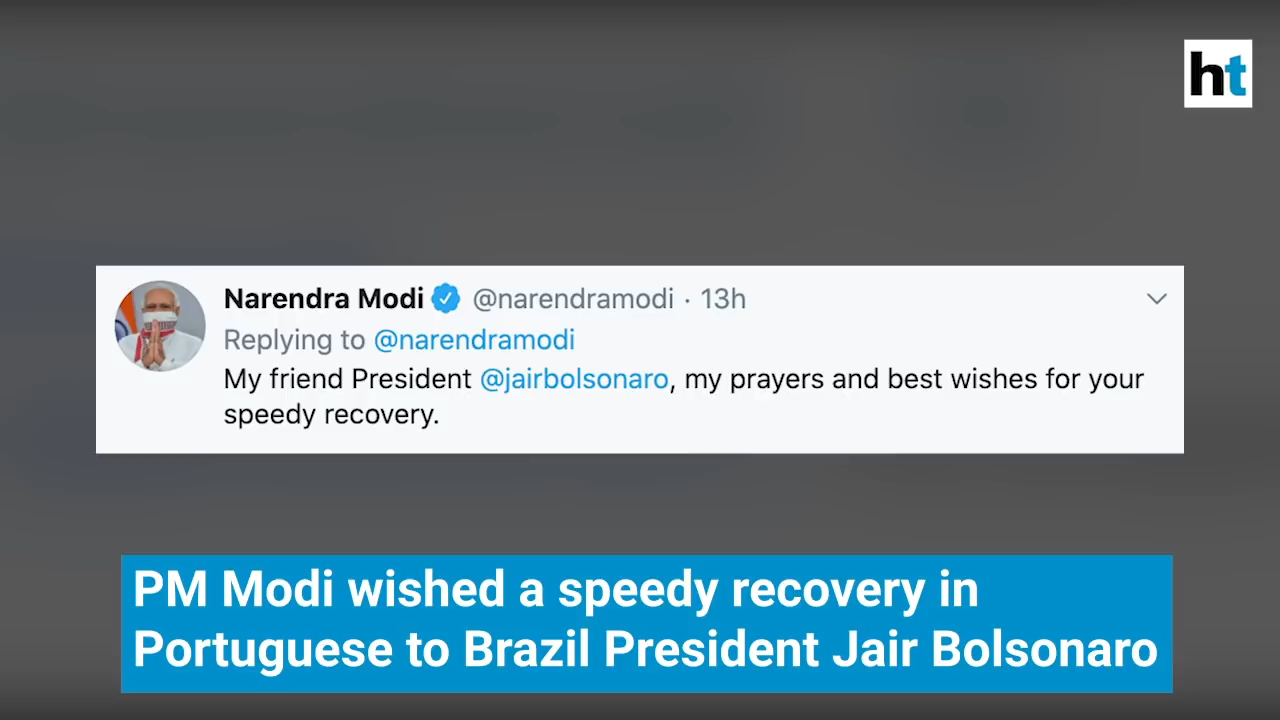 ht
Narendra Modi @narendramodi · 13h
Replying to @narendramodi
My friend President @jairbolsonaro, my prayers and best wishes for your
speedy recovery.
PM Modi wished a speedy recovery in
Portuguese to Brazil President Jair Bolsonaro